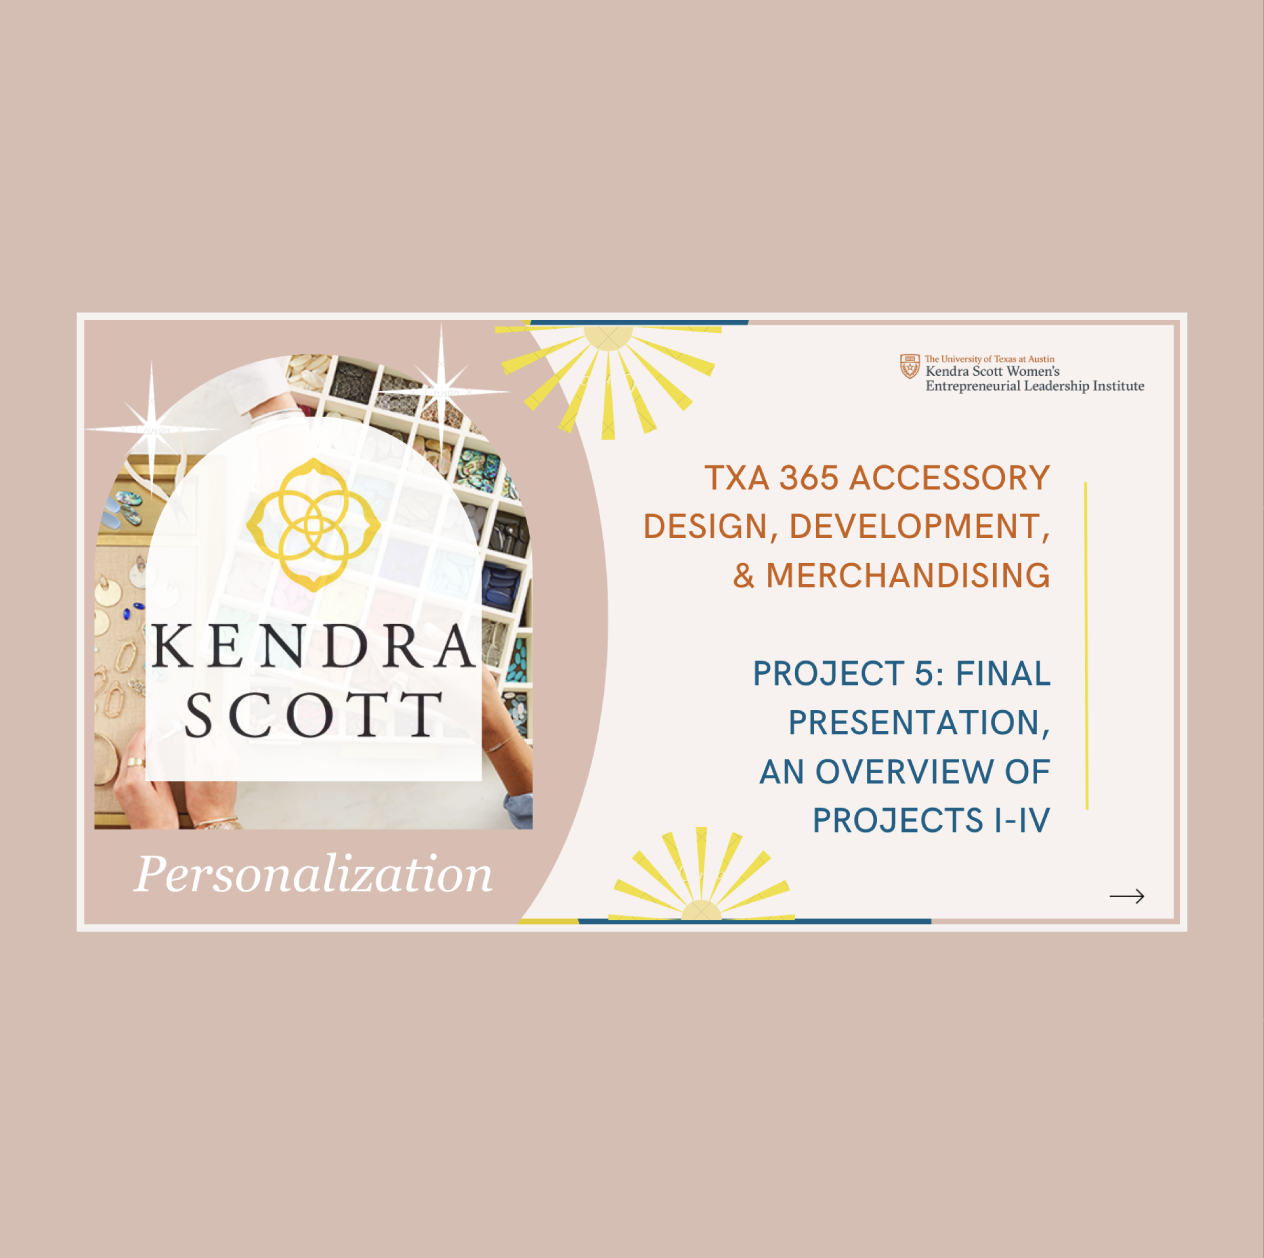 KENDRA
SCOTT
Personalization
The University of Texas at Austin
Kendra Scott Women's
Entrepreneurial Leadership Institute
TXA 365 ACCESSORY
DESIGN, DEVELOPMENT,
& MERCHANDISING
PROJECT 5: FINAL
PRESENTATION,
AN OVERVIEW OF
PROJECTS I-IV